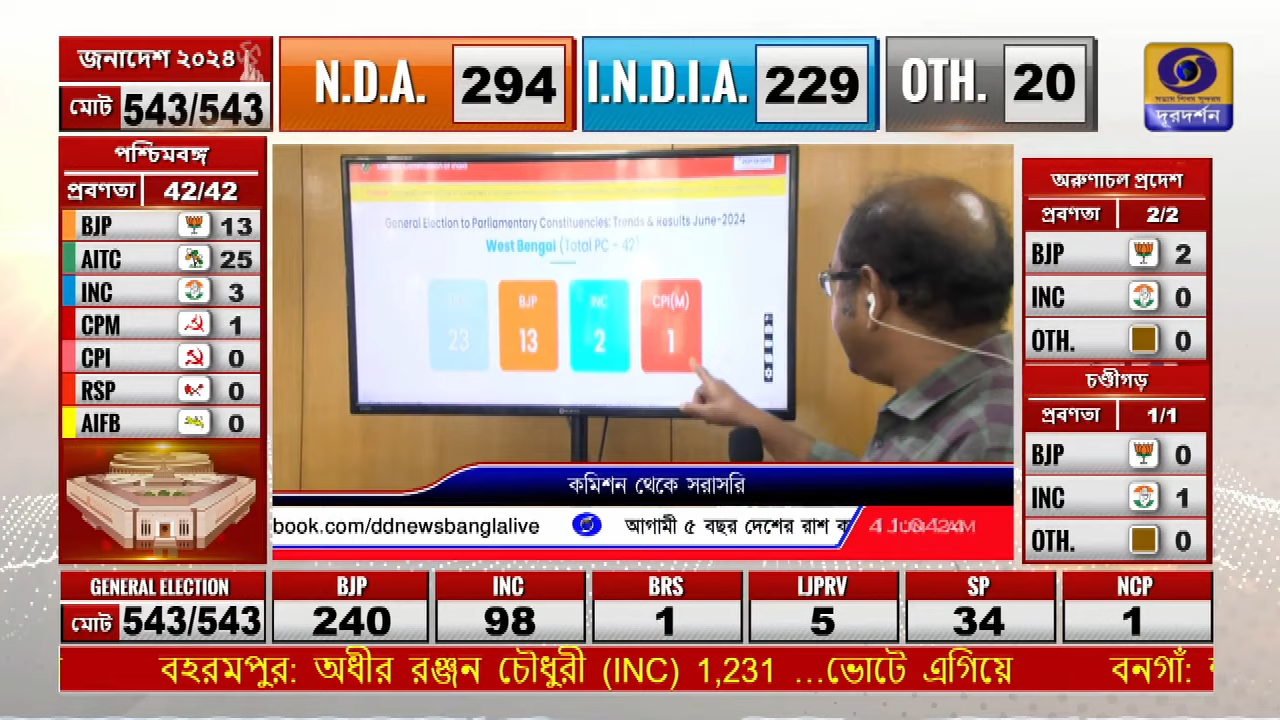 জনাদেশ ২০২৪
মোট 543/543
N.D.A. 294
I.N.D.I.A. 229
OTH. 20
সত্যম শিবম সুন্দরম
দূরদর্শন
পশ্চিমবঙ্গ
প্রবণতা 42/42
BJP 13
AITC 25
INC 3
CPM 1
CPI 0
RSP 0
AIFB 0
General Election to Parliamentary Constituencies: Trends & Results June-2024
West Bengal (Total PC - 42)
23
BJP 13
INC 2
CPI(M) 1
অরুণাচল প্রদেশ
প্রবণতা 2/2
BJP 2
INC 0
OTH. 0
চণ্ডীগড়
প্রবণতা 1/1
BJP 0
INC 1
OTH. 0
কমিশন থেকে সরাসরি
book.com/ddnewsbanglalive আগামী ৫ বছর দেশের রাশ
GENERAL ELECTION
মোট 543/543
BJP 240
INC 98
BRS 1
LJPRV 5
SP 34
NCP 1
বহরমপুর: অধীর রঞ্জন চৌধুরী (INC) 1,231 ...ভোটে এগিয়ে বনগাঁ: